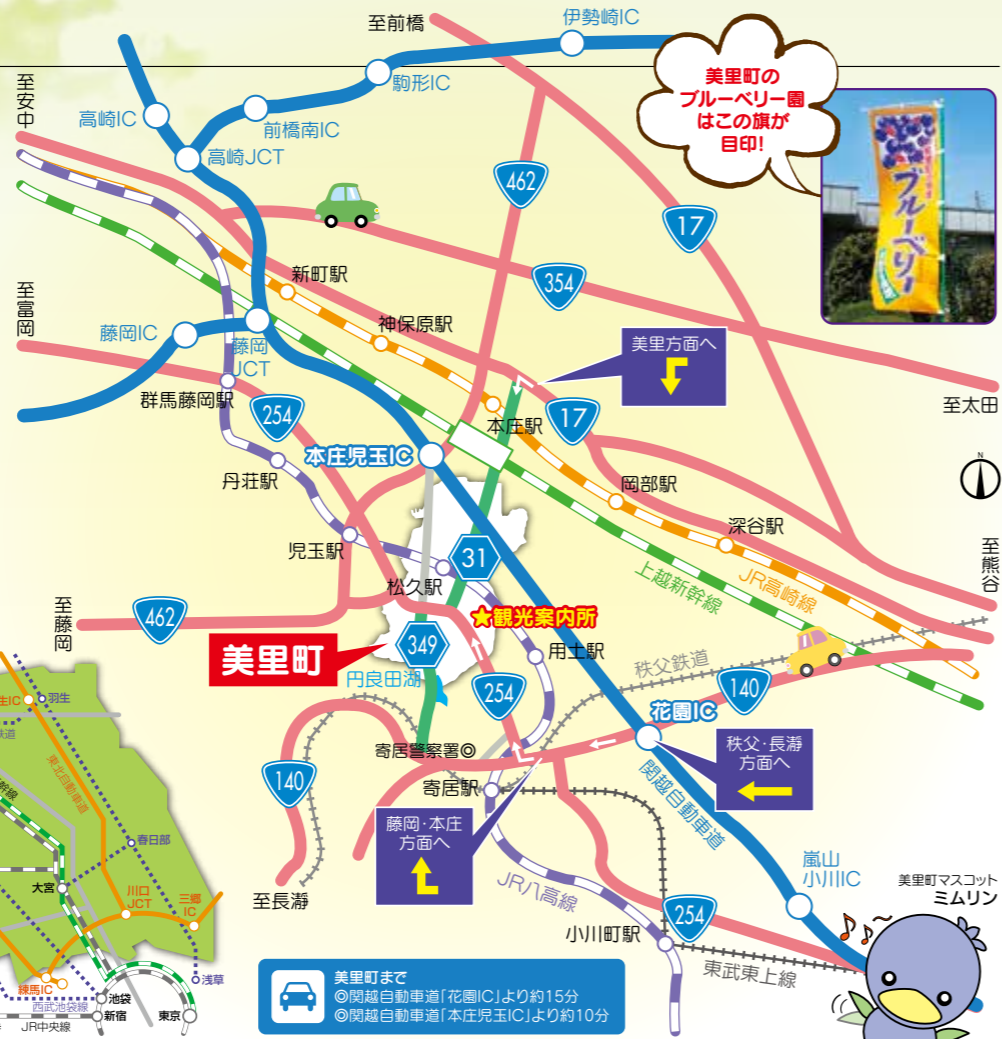 至前橋
伊勢崎IC
駒形IC
至安中
高崎IC
前橋南IC
高崎JCT
美里町の
ブルーベリー園
はこの旗が
目印!
ブルーベリー
462
17
354
新町駅
至富岡
藤岡IC
藤岡
JCT
神保原駅
美里方面へ
群馬藤岡駅
254
本庄駅
17
至太田
N
本庄児玉IC
丹荘駅
岡部駅
深谷駅
児玉駅
31
上越新幹線
JR高崎線
至熊谷
松久駅
至藤岡
462
★観光案内所
349
美里町
用土駅
円良田湖
秩父鉄道
254
140
花園IC
寄居警察署◎
秩父・長瀞
方面へ
140
寄居駅
関越自動車道
藤岡・本庄
方面へ
至長瀞
JR八高線
嵐山
小川IC
254
小川町駅
東武東上線
美里町マスコット
ミムリン
生IC
羽生
鉄道
東北自動車道
幹線
春日部
大宮
川口
JCT
三郷
IC
練馬IC
浅草
西武池袋線
池袋
新宿
東京
JR中央線
美里町まで
◎関越自動車道「花園IC」より約15分
◎関越自動車道「本庄児玉IC」より約10分